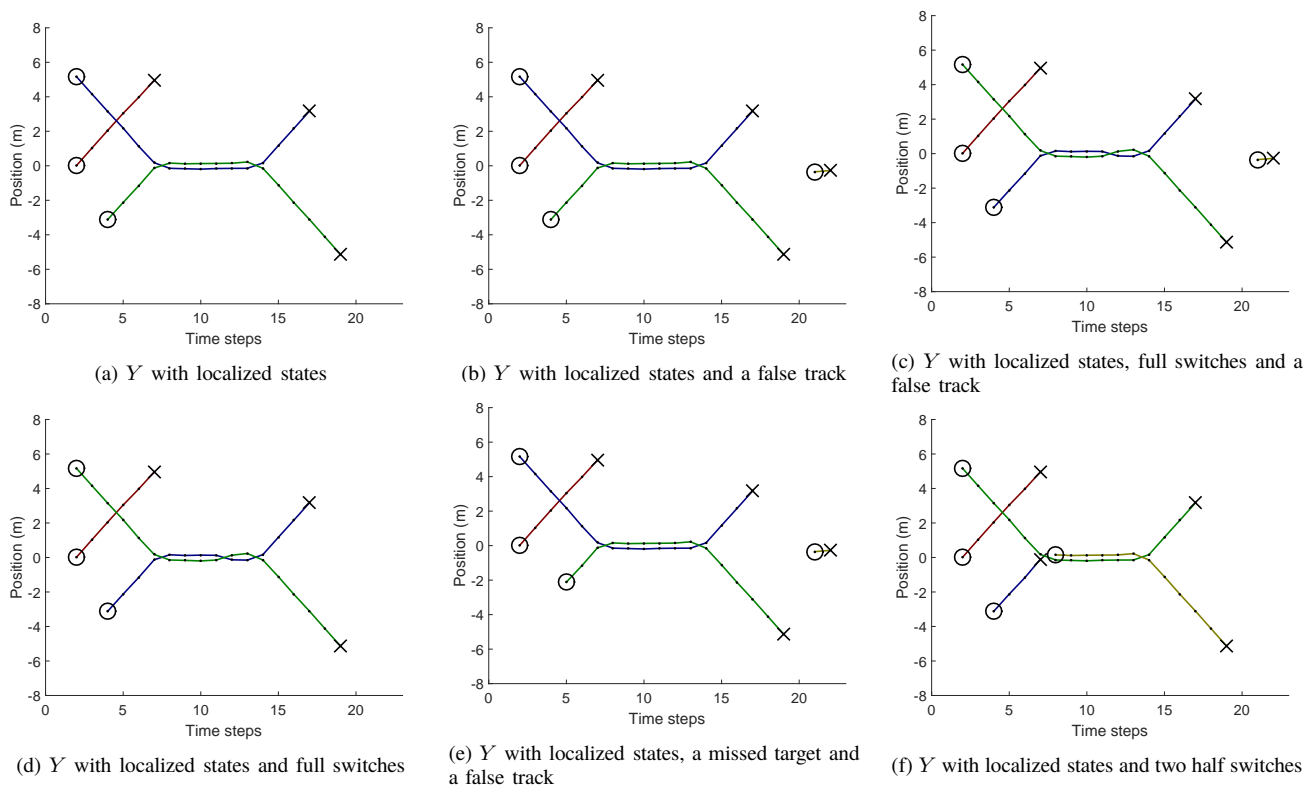 8
6
4
2
0
-2
-4
-6
-8
Position (m)
0 5 10 15 20
Time steps
(a) Y with localized states
8
6
4
2
0
-2
-4
-6
-8
Position (m)
0 5 10 15 20
Time steps
(b) Y with localized states and a false track
8
6
4
2
0
-2
-4
-6
-8
Position (m)
0 5 10 15 20
Time steps
(c) Y with localized states, full switches and a
false track
8
6
4
2
0
-2
-4
-6
-8
Position (m)
0 5 10 15 20
Time steps
(d) Y with localized states and full switches
8
6
4
2
0
-2
-4
-6
-8
Position (m)
0 5 10 15 20
Time steps
(e) Y with localized states, a missed target and
a false track
8
6
4
2
0
-2
-4
-6
-8
Position (m)
0 5 10 15 20
Time steps
(f) Y with localized states and two half switches